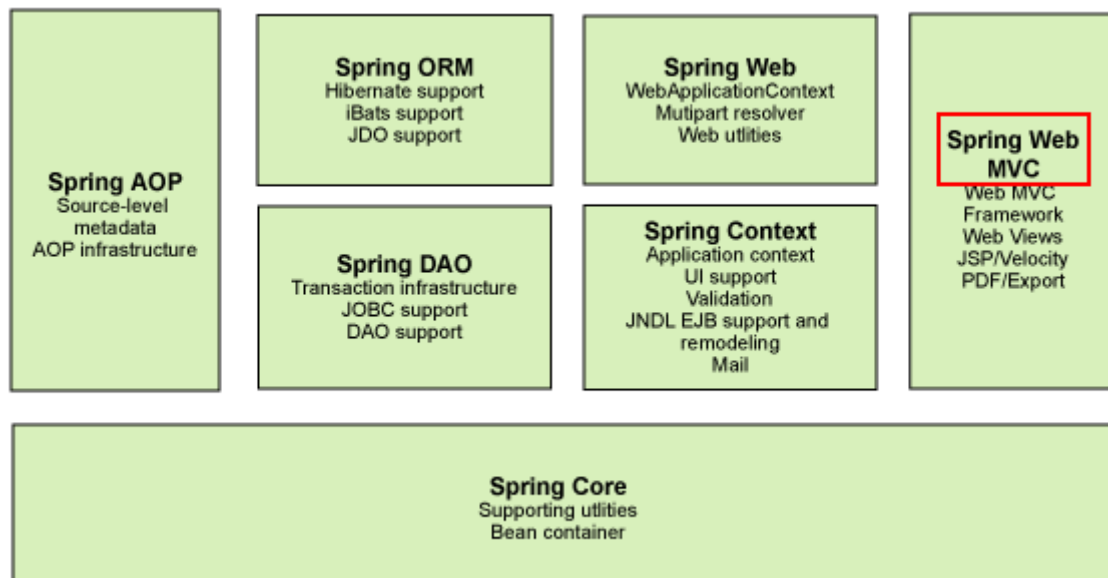 Spring AOP
Source-level
metadata
AOP infrastructure
Spring ORM
Hibernate support
iBats support
JDO support
Spring DAO
Transaction infrastructure
JOBC support
DAO support
Spring Web
WebApplicationContext
Mutipart resolver
Web utlities
Spring Context
Application context
UI support
Validation
JNDL EJB support and
remodeling
Mail
Spring Web
MVC
Web MVC
Framework
Web Views
JSP/Velocity
PDF/Export
Spring Core
Supporting utlities
Bean container